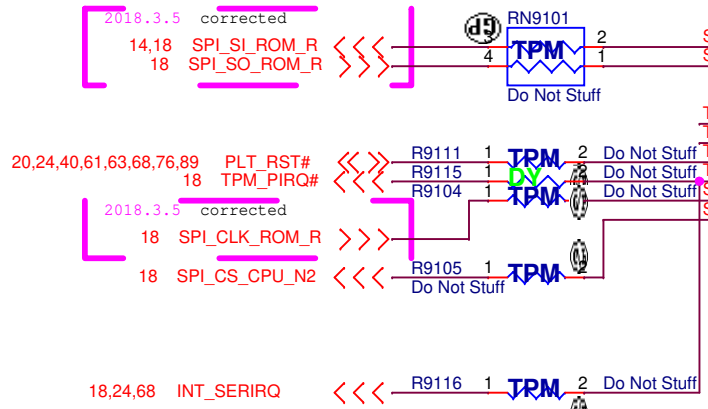 2018.3.5 corrected
RN9101
14,18 SPI_SI_ROM_R 2
18 SPI_SO_ROM_R 4 TPM 1
Do Not Stuff
20,24,40,61,63,68,76,89 PLT_RST# R9111 1 TPM 2 Do Not Stuff
18 TPM_PIRQ# R9115 1 DY 2 Do Not Stuff
R9104 1 TPM Do Not Stuff
2018.3.5 corrected
18 SPI_CLK_ROM_R
18 SPI_CS_CPU_N2 R9105 1 TPM 2
Do Not Stuff
18,24,68 INT_SERIRQ R9116 1 TPM 2 Do Not Stuff